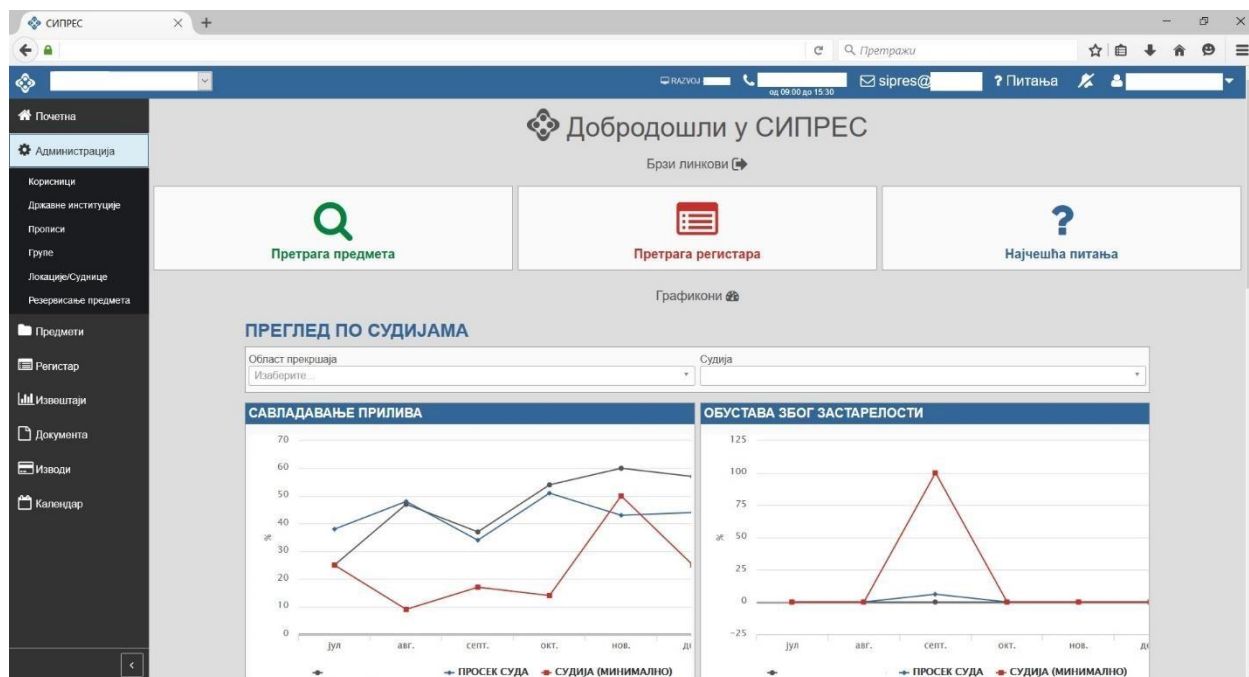 СИПРЕС
Претражи
RAZVOJ
од 09:00 до 15:30
sipres@
? Питања
Почетна
Администрација
Корисници
Државне институције
Прописи
Групе
Локације/Суднице
Резервисање предмета
Предмети
Регистар
Извештаји
Документа
Изводи
Календар
Добродошли у СИПРЕС
Брзи линкови
Претрага предмета
Претрага регистара
?
Најчешћа питања
Графикони
ПРЕГЛЕД ПО СУДИЈАМА
Област прекршаја
Изаберите...
Судија
САВЛАДАВАЊЕ ПРИЛИВА
70
60
50
40
30
20
10
0
%
јул авг. септ. окт. нов. де
ПРОСЕК СУДА СУДИЈА (МИНИМАЛНО)
ОБУСТАВА ЗБОГ ЗАСТАРЕЛОСТИ
125
100
75
50
25
0
-25
%
јул авг. септ. окт. нов. де
ПРОСЕК СУДА СУДИЈА (МИНИМАЛНО)